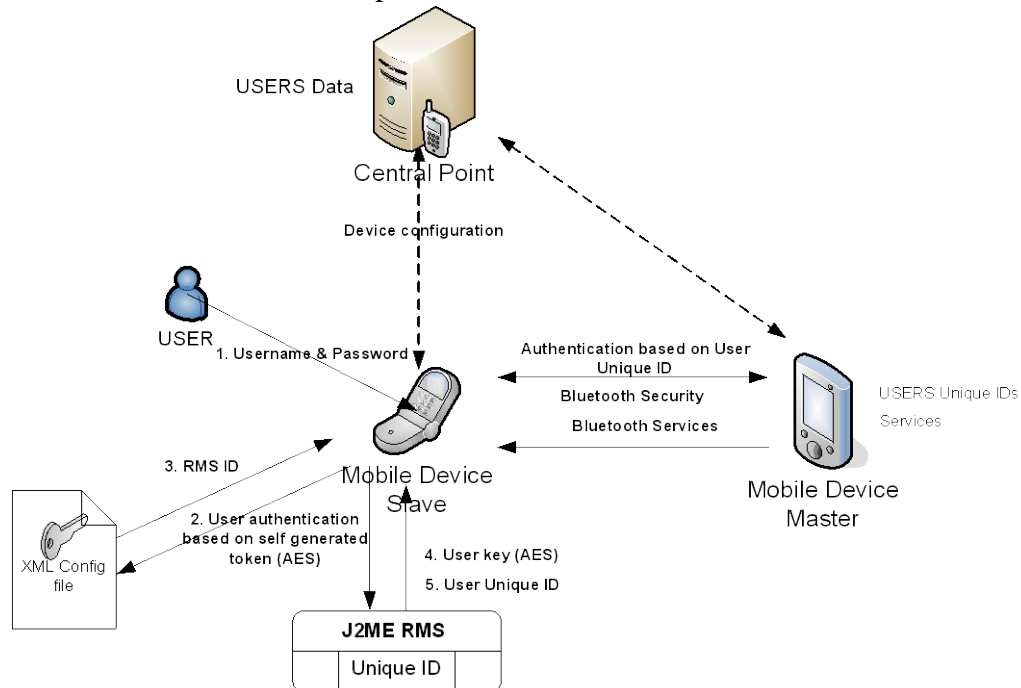 USERS Data
Central Point
Device configuration
USER
1. Username & Password
Authentication based on User
Unique ID
Bluetooth Security
Bluetooth Services
USERS Unique IDs
Services
Mobile Device
Master
3. RMS ID
Mobile Device
Slave
2. User authentication
based on self generated
token (AES)
XML Config
file
4. User key (AES)
5. User Unique ID
J2ME RMS
Unique ID